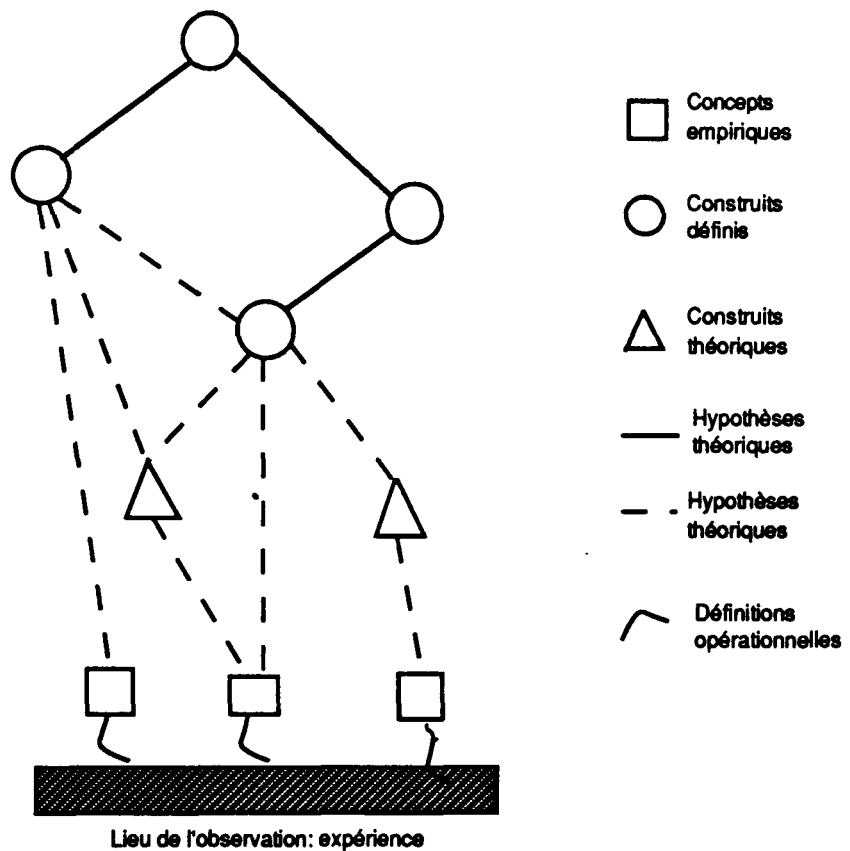 Concepts
empiriques
Construits
définis
Construits
théoriques
Hypothèses
théoriques
Hypothèses
théoriques
Définitions
opérationnelles
Lieu de l'observation: expérience